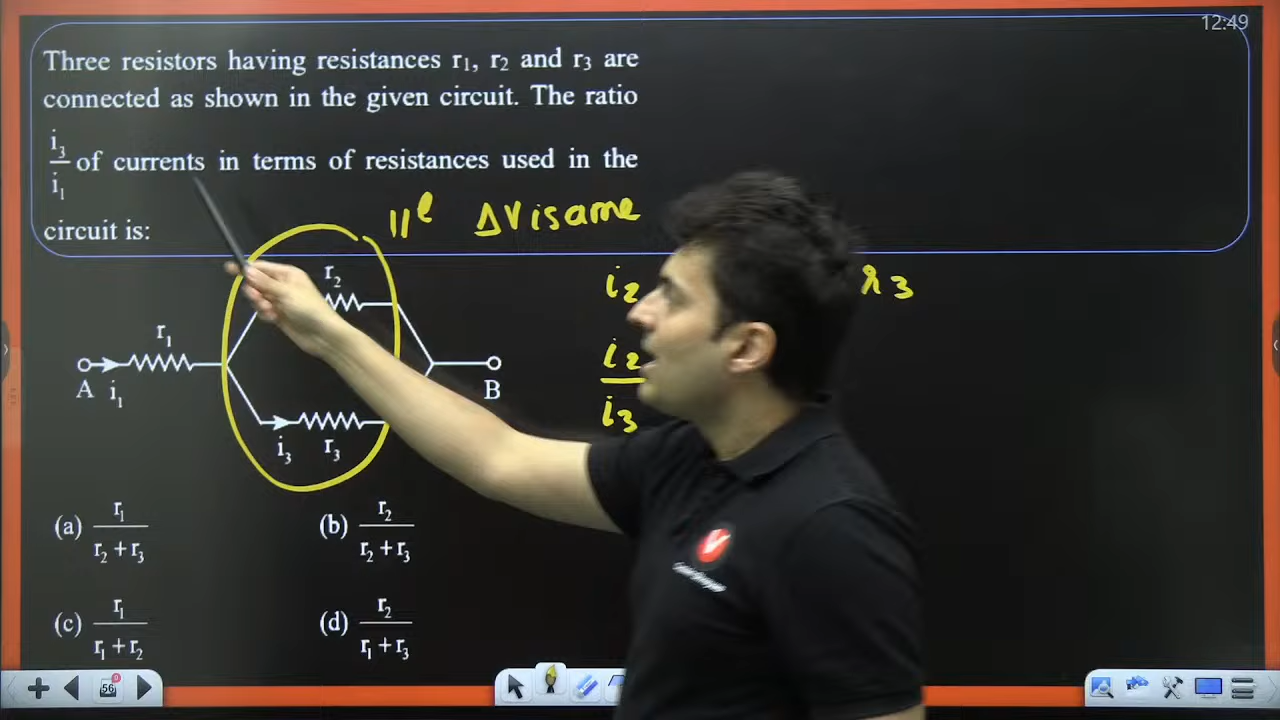 12:49
Three resistors having resistances r₁, r₂ and r₃ are
connected as shown in the given circuit. The ratio
i₃/i₁ of currents in terms of resistances used in the
circuit is:
||ˡ ΔV is ame
r₂
i₂ r₃
r₁
i₂
A i₁ B
i₃
i₃ r₃
(a) r₁/(r₂ + r₃) (b) r₂/(r₂ + r₃)
(c) r₁/(r₁ + r₂) (d) r₂/(r₁ + r₃)
56